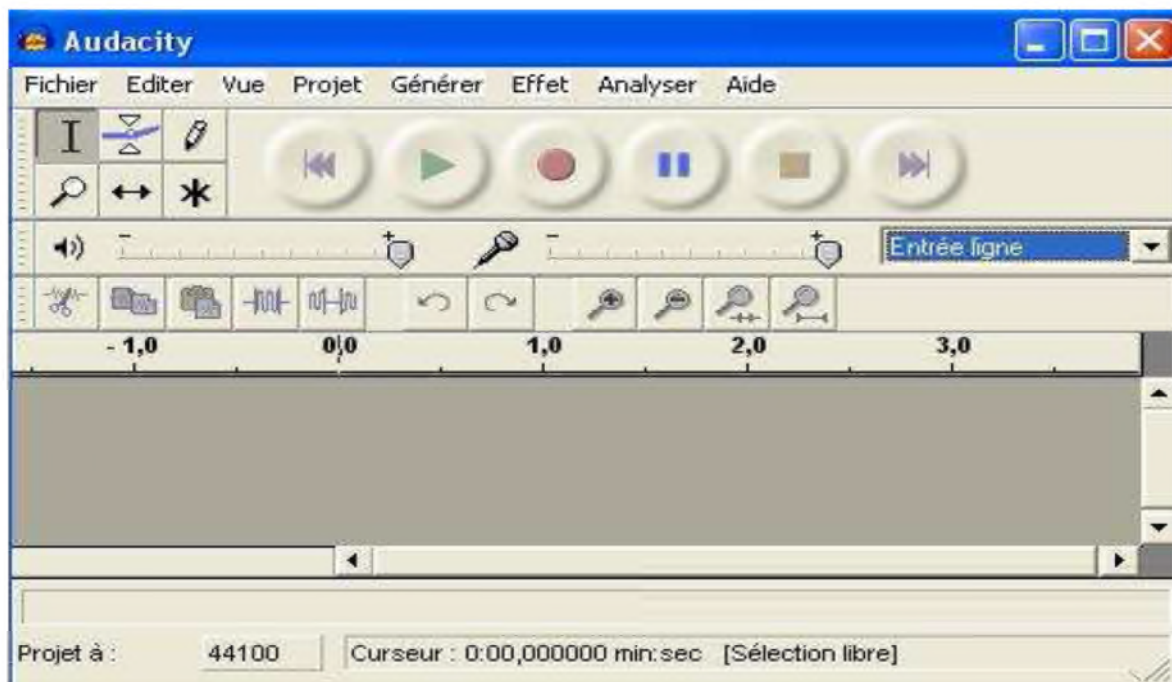 Audacity
Fichier Editer Vue Projet Générer Effet Analyser Aide
- + - + Entrée ligne
- 1,0 0,0 1,0 2,0 3,0
Projet à : 44100 Curseur : 0:00,000000 min:sec [Sélection libre]